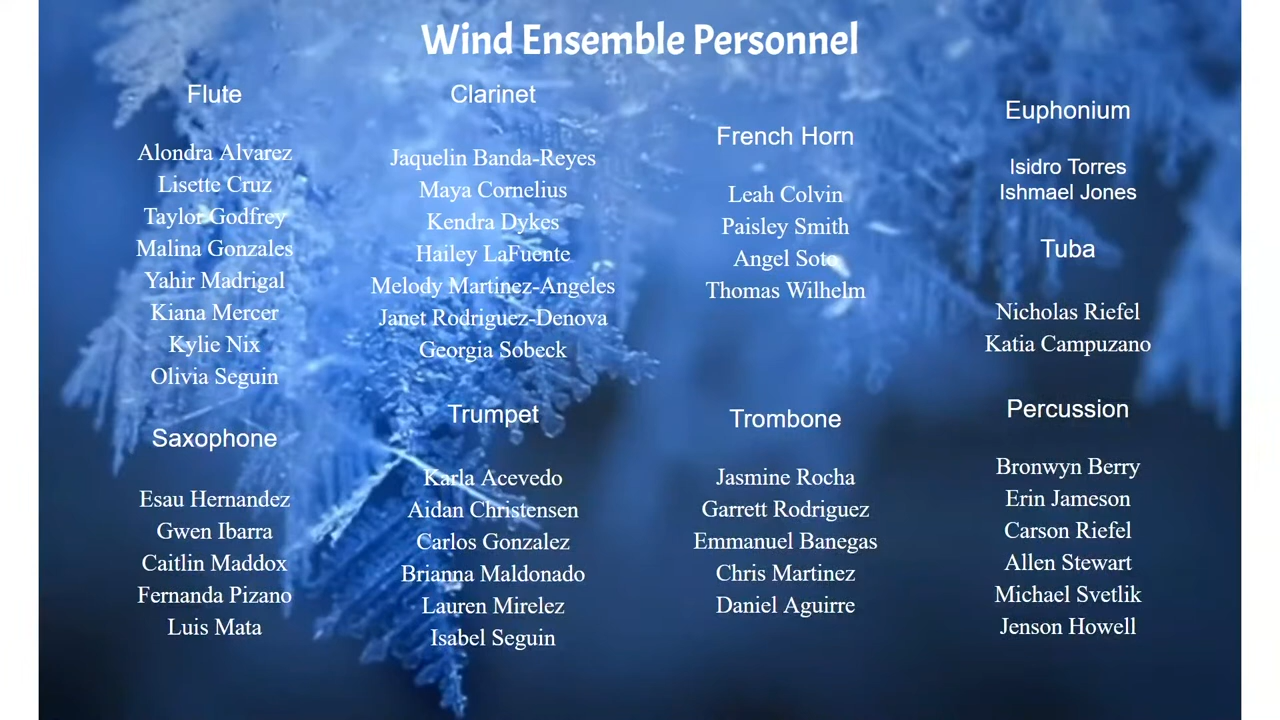 Wind Ensemble Personnel
Flute
Alondra Alvarez
Lisette Cruz
Taylor Godfrey
Malina Gonzales
Yahir Madrigal
Kiana Mercer
Kylie Nix
Olivia Seguin
Saxophone
Esau Hernandez
Gwen Ibarra
Caitlin Maddox
Fernanda Pizano
Luis Mata
Clarinet
Jaquelin Banda-Reyes
Maya Cornelius
Kendra Dykes
Hailey LaFuente
Melody Martinez-Angeles
Janet Rodriguez-Denova
Georgia Sobeck
Trumpet
Karla Acevedo
Aidan Christensen
Carlos Gonzalez
Brianna Maldonado
Lauren Mirelez
Isabel Seguin
French Horn
Leah Colvin
Paisley Smith
Angel Soto
Thomas Wilhelm
Trombone
Jasmine Rocha
Garrett Rodriguez
Emmanuel Banegas
Chris Martinez
Daniel Aguirre
Euphonium
Isidro Torres
Ishmael Jones
Tuba
Nicholas Riefel
Katia Campuzano
Percussion
Bronwyn Berry
Erin Jameson
Carson Riefel
Allen Stewart
Michael Svetlik
Jenson Howell